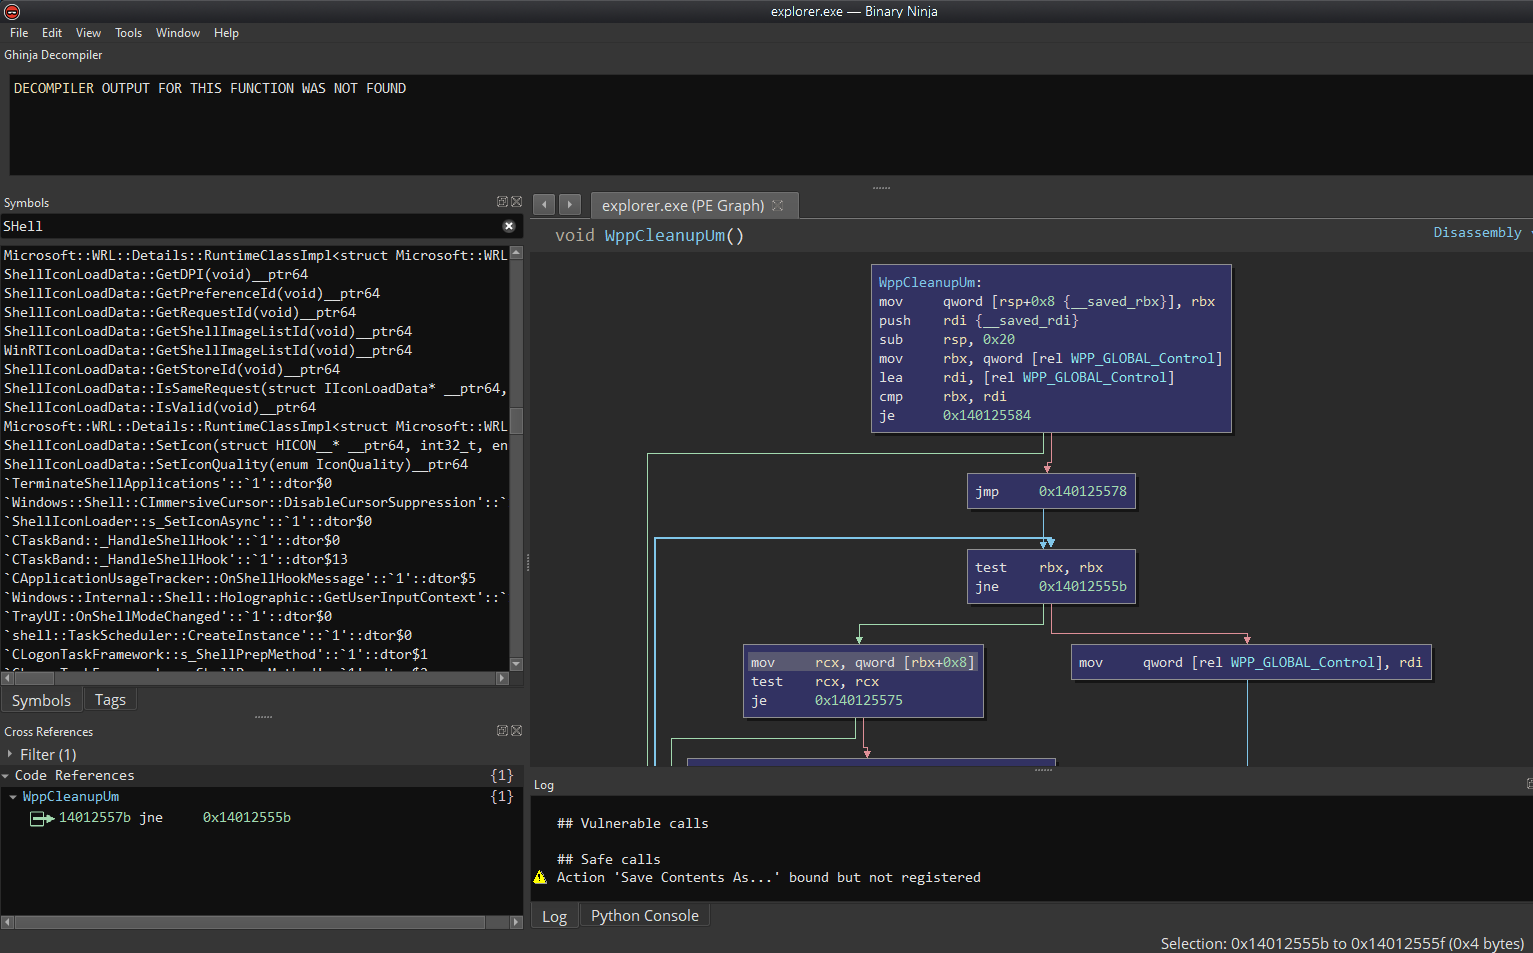 explorer.exe — Binary Ninja
File Edit View Tools Window Help
Ghinja Decompiler
DECOMPILER OUTPUT FOR THIS FUNCTION WAS NOT FOUND
Symbols
SHell
Microsoft::WRL::Details::RuntimeClassImpl<struct Microsoft::WRL
ShellIconLoadData::GetDPI(void)__ptr64
ShellIconLoadData::GetPreferenceId(void)__ptr64
ShellIconLoadData::GetRequestId(void)__ptr64
ShellIconLoadData::GetShellImageListId(void)__ptr64
WinRTIconLoadData::GetShellImageListId(void)__ptr64
ShellIconLoadData::GetStoreId(void)__ptr64
ShellIconLoadData::IsSameRequest(struct IIconLoadData* __ptr64,
ShellIconLoadData::IsValid(void)__ptr64
Microsoft::WRL::Details::RuntimeClassImpl<struct Microsoft::WRL
ShellIconLoadData::SetIcon(struct HICON__* __ptr64, int32_t, en
ShellIconLoadData::SetIconQuality(enum IconQuality)__ptr64
`TerminateShellApplications'::`1'::dtor$0
`Windows::Shell::CImmersiveCursor::DisableCursorSuppression'::`
`ShellIconLoader::s_SetIconAsync'::`1'::dtor$0
`CTaskBand::_HandleShellHook'::`1'::dtor$0
`CTaskBand::_HandleShellHook'::`1'::dtor$13
`CApplicationUsageTracker::OnShellHookMessage'::`1'::dtor$5
`Windows::Internal::Shell::Holographic::GetUserInputContext'::`
`TrayUI::OnShellModeChanged'::`1'::dtor$0
`shell::TaskScheduler::CreateInstance'::`1'::dtor$0
`CLogonTaskFramework::s_ShellPrepMethod'::`1'::dtor$1
Symbols Tags
Cross References
Filter (1)
Code References {1}
WppCleanupUm {1}
14012557b jne 0x14012555b
explorer.exe (PE Graph)
void WppCleanupUm()
Disassembly
WppCleanupUm:
mov qword [rsp+0x8 {__saved_rbx}], rbx
push rdi {__saved_rdi}
sub rsp, 0x20
mov rbx, qword [rel WPP_GLOBAL_Control]
lea rdi, [rel WPP_GLOBAL_Control]
cmp rbx, rdi
je 0x140125584
jmp 0x140125578
test rbx, rbx
jne 0x14012555b
mov rcx, qword [rbx+0x8]
test rcx, rcx
je 0x140125575
mov qword [rel WPP_GLOBAL_Control], rdi
Log
## Vulnerable calls
## Safe calls
Action 'Save Contents As...' bound but not registered
Log Python Console
Selection: 0x14012555b to 0x14012555f (0x4 bytes)